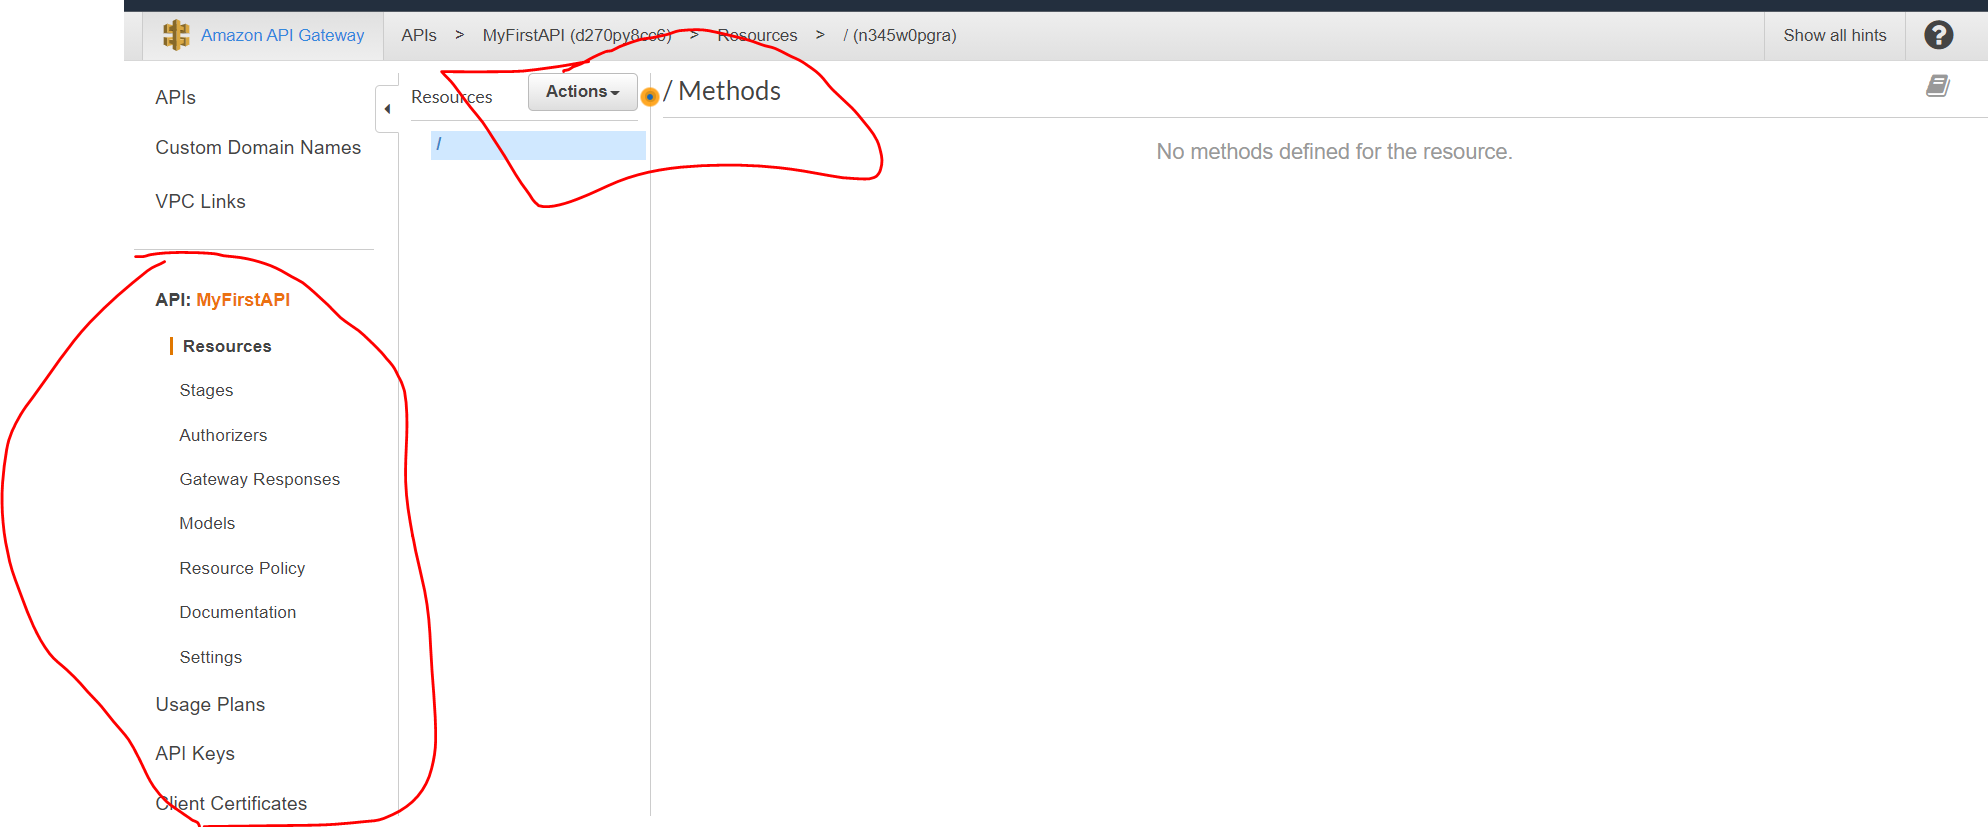 Amazon API Gateway APIs > MyFirstAPI (d270py8cc6) > Resources > / (n345w0pgra) Show all hints ?
APIs
Custom Domain Names
VPC Links
API: MyFirstAPI
Resources
Stages
Authorizers
Gateway Responses
Models
Resource Policy
Documentation
Settings
Usage Plans
API Keys
Client Certificates
Resources Actions
/
/ Methods
No methods defined for the resource.